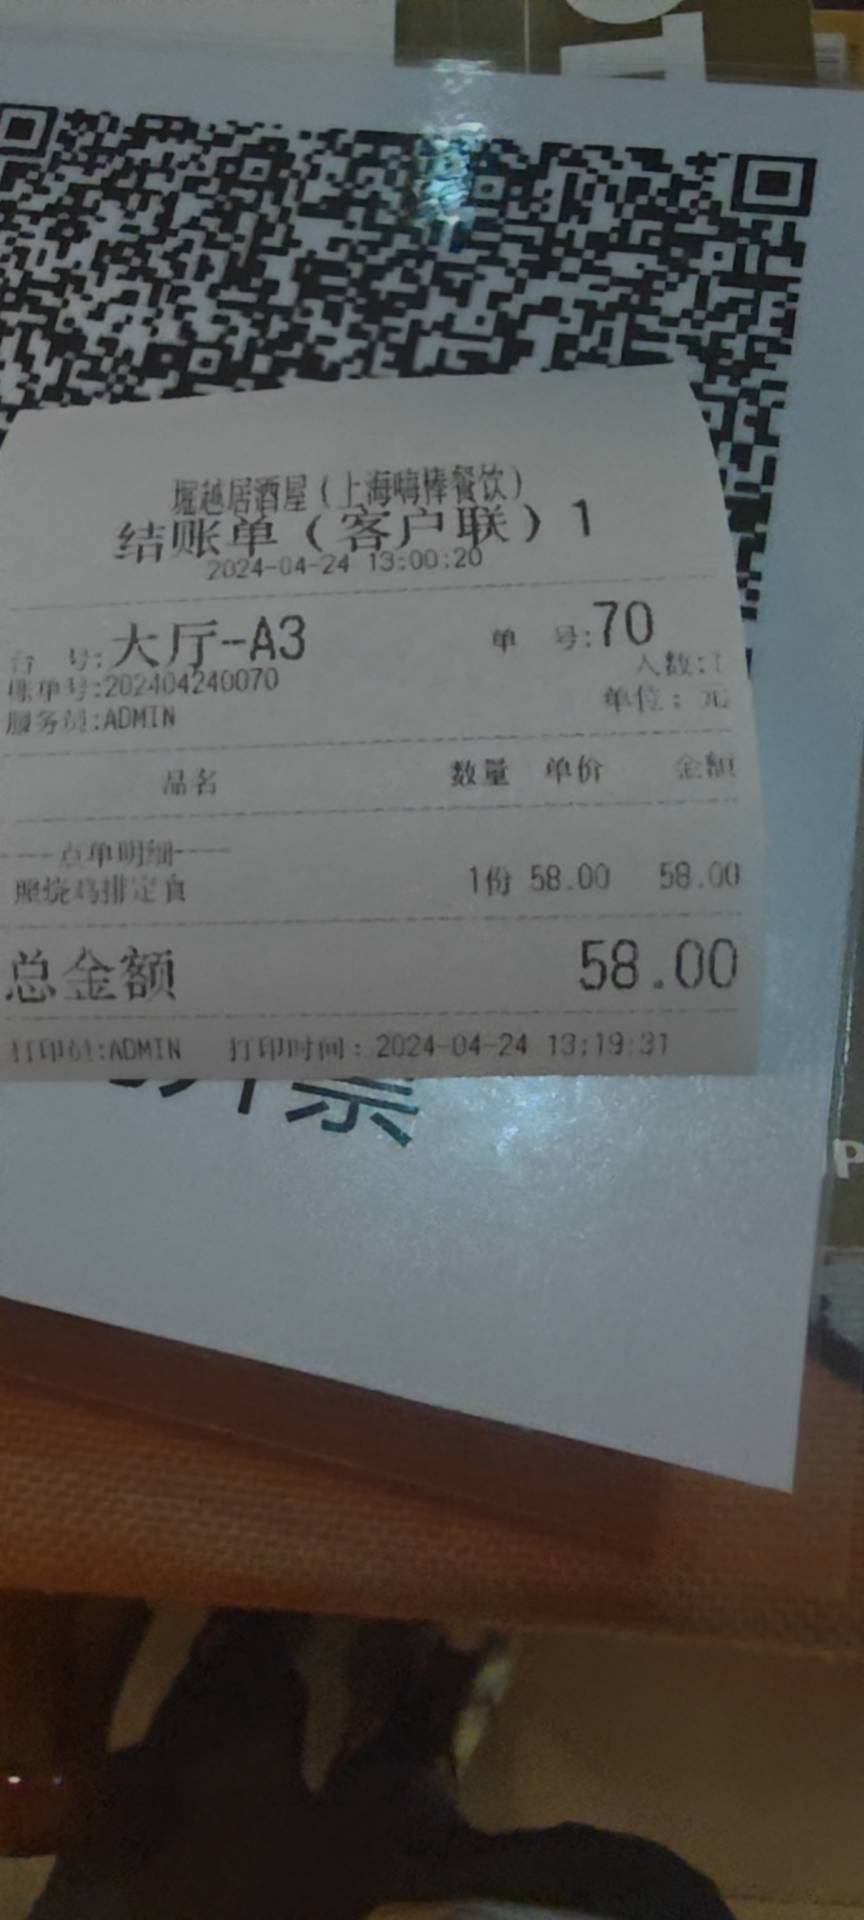 堀越居酒屋（上海嗨棒餐饮）
结账单（客户联）1
2024-04-24 13:00:20
台 号:大厅-A3 单 号:70
人数:1
账单号:202404240070
单位：元
服务员:ADMIN
品名 数量 单价 金额
----点单明细----
照烧鸡排定食 1份 58.00 58.00
总金额 58.00
打印员:ADMIN 打印时间：2024-04-24 13:19:31
票
P